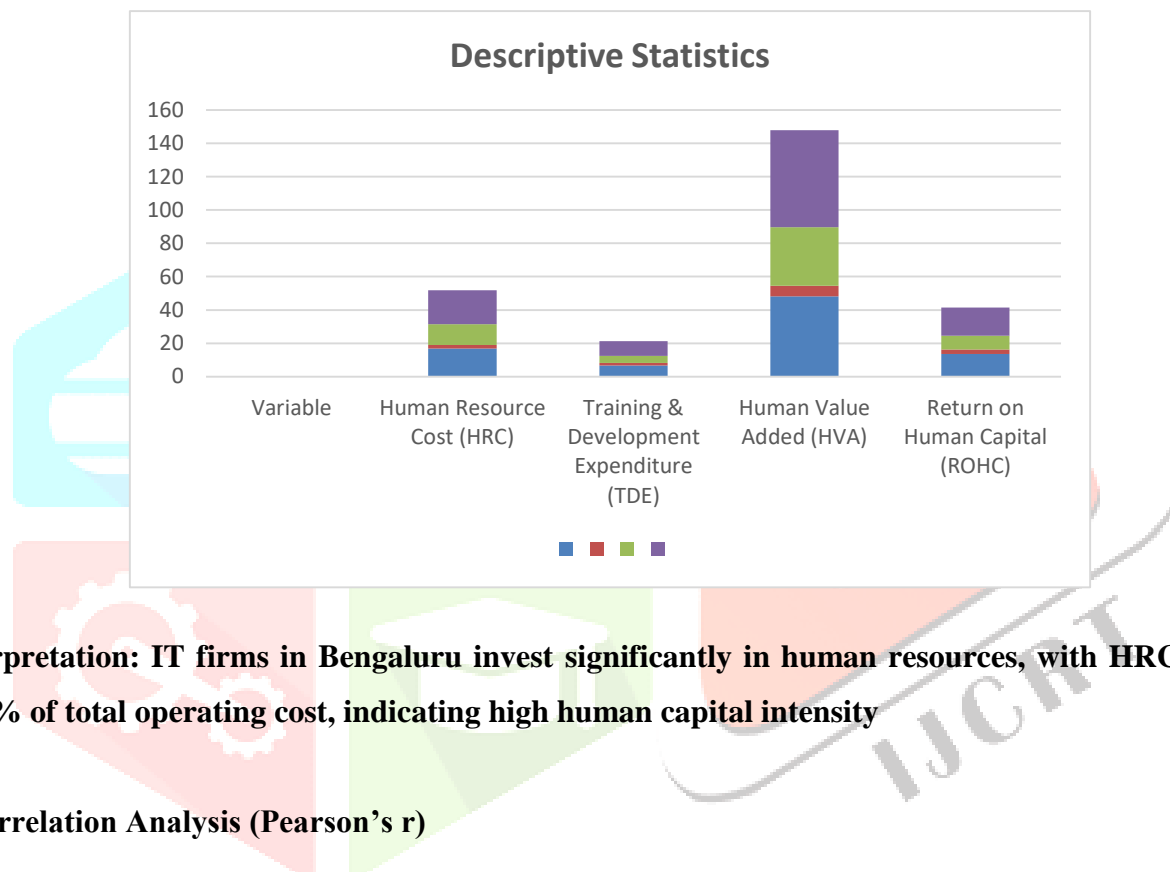 Descriptive Statistics
160
140
120
100
80
60
40
20
0
Variable
Human Resource
Cost (HRC)
Training &
Development
Expenditure
(TDE)
Human Value
Added (HVA)
Return on
Human Capital
(ROHC)
rpretation: IT firms in Bengaluru invest significantly in human resources, with HRC
% of total operating cost, indicating high human capital intensity
IJCRT
rrelation Analysis (Pearson’s r)